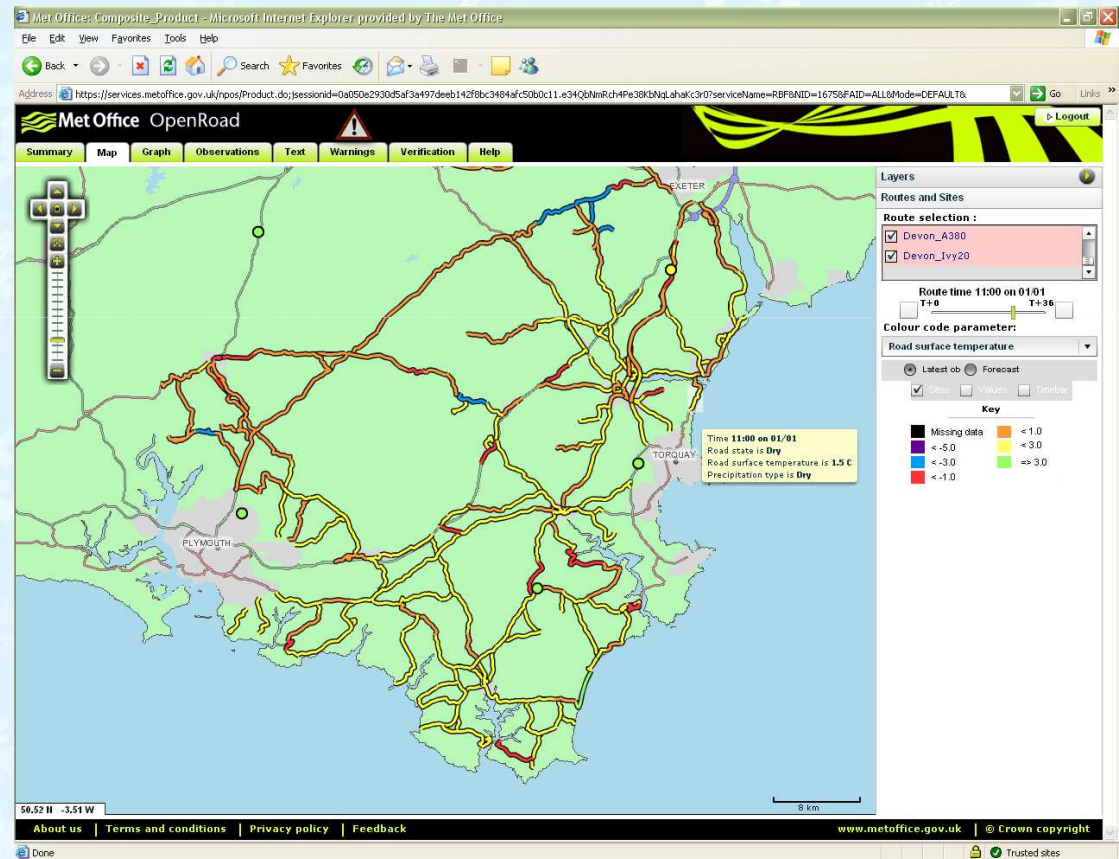 Met Office: Composite_Product - Microsoft Internet Explorer provided by The Met Office
File Edit View Favorites Tools Help
Back Search Favorites
Address https://services.metoffice.gov.uk/npos/Product.do;jsessionid=0a050e2930d5af3a497deeb142f8bc3484afc50b0c11.e34QbNmRch4Pe38KbNqLahaKc3r0?serviceName=RBF&NID=1675&FAID=ALL&Mode=DEFAULT& Go Links »
Met Office OpenRoad
Logout
Summary Map Graph Observations Text Warnings Verification Help
Layers
Routes and Sites
Route selection :
Devon_A380
Devon_Ivy20
Route time 11:00 on 01/01
T+0 T+36
Colour code parameter:
Road surface temperature
Latest ob Forecast
Sites Values Timebar
Key
Missing data < 1.0
< -5.0 < 3.0
< -3.0 => 3.0
< -1.0
EXETER
TORQUAY
Time 11:00 on 01/01
Road state is Dry
Road surface temperature is 1.5 C
Precipitation type is Dry
PLYMOUTH
50.52 N -3.51 W
8 km
About us | Terms and conditions | Privacy policy | Feedback www.metoffice.gov.uk | © Crown copyright
Done Trusted sites